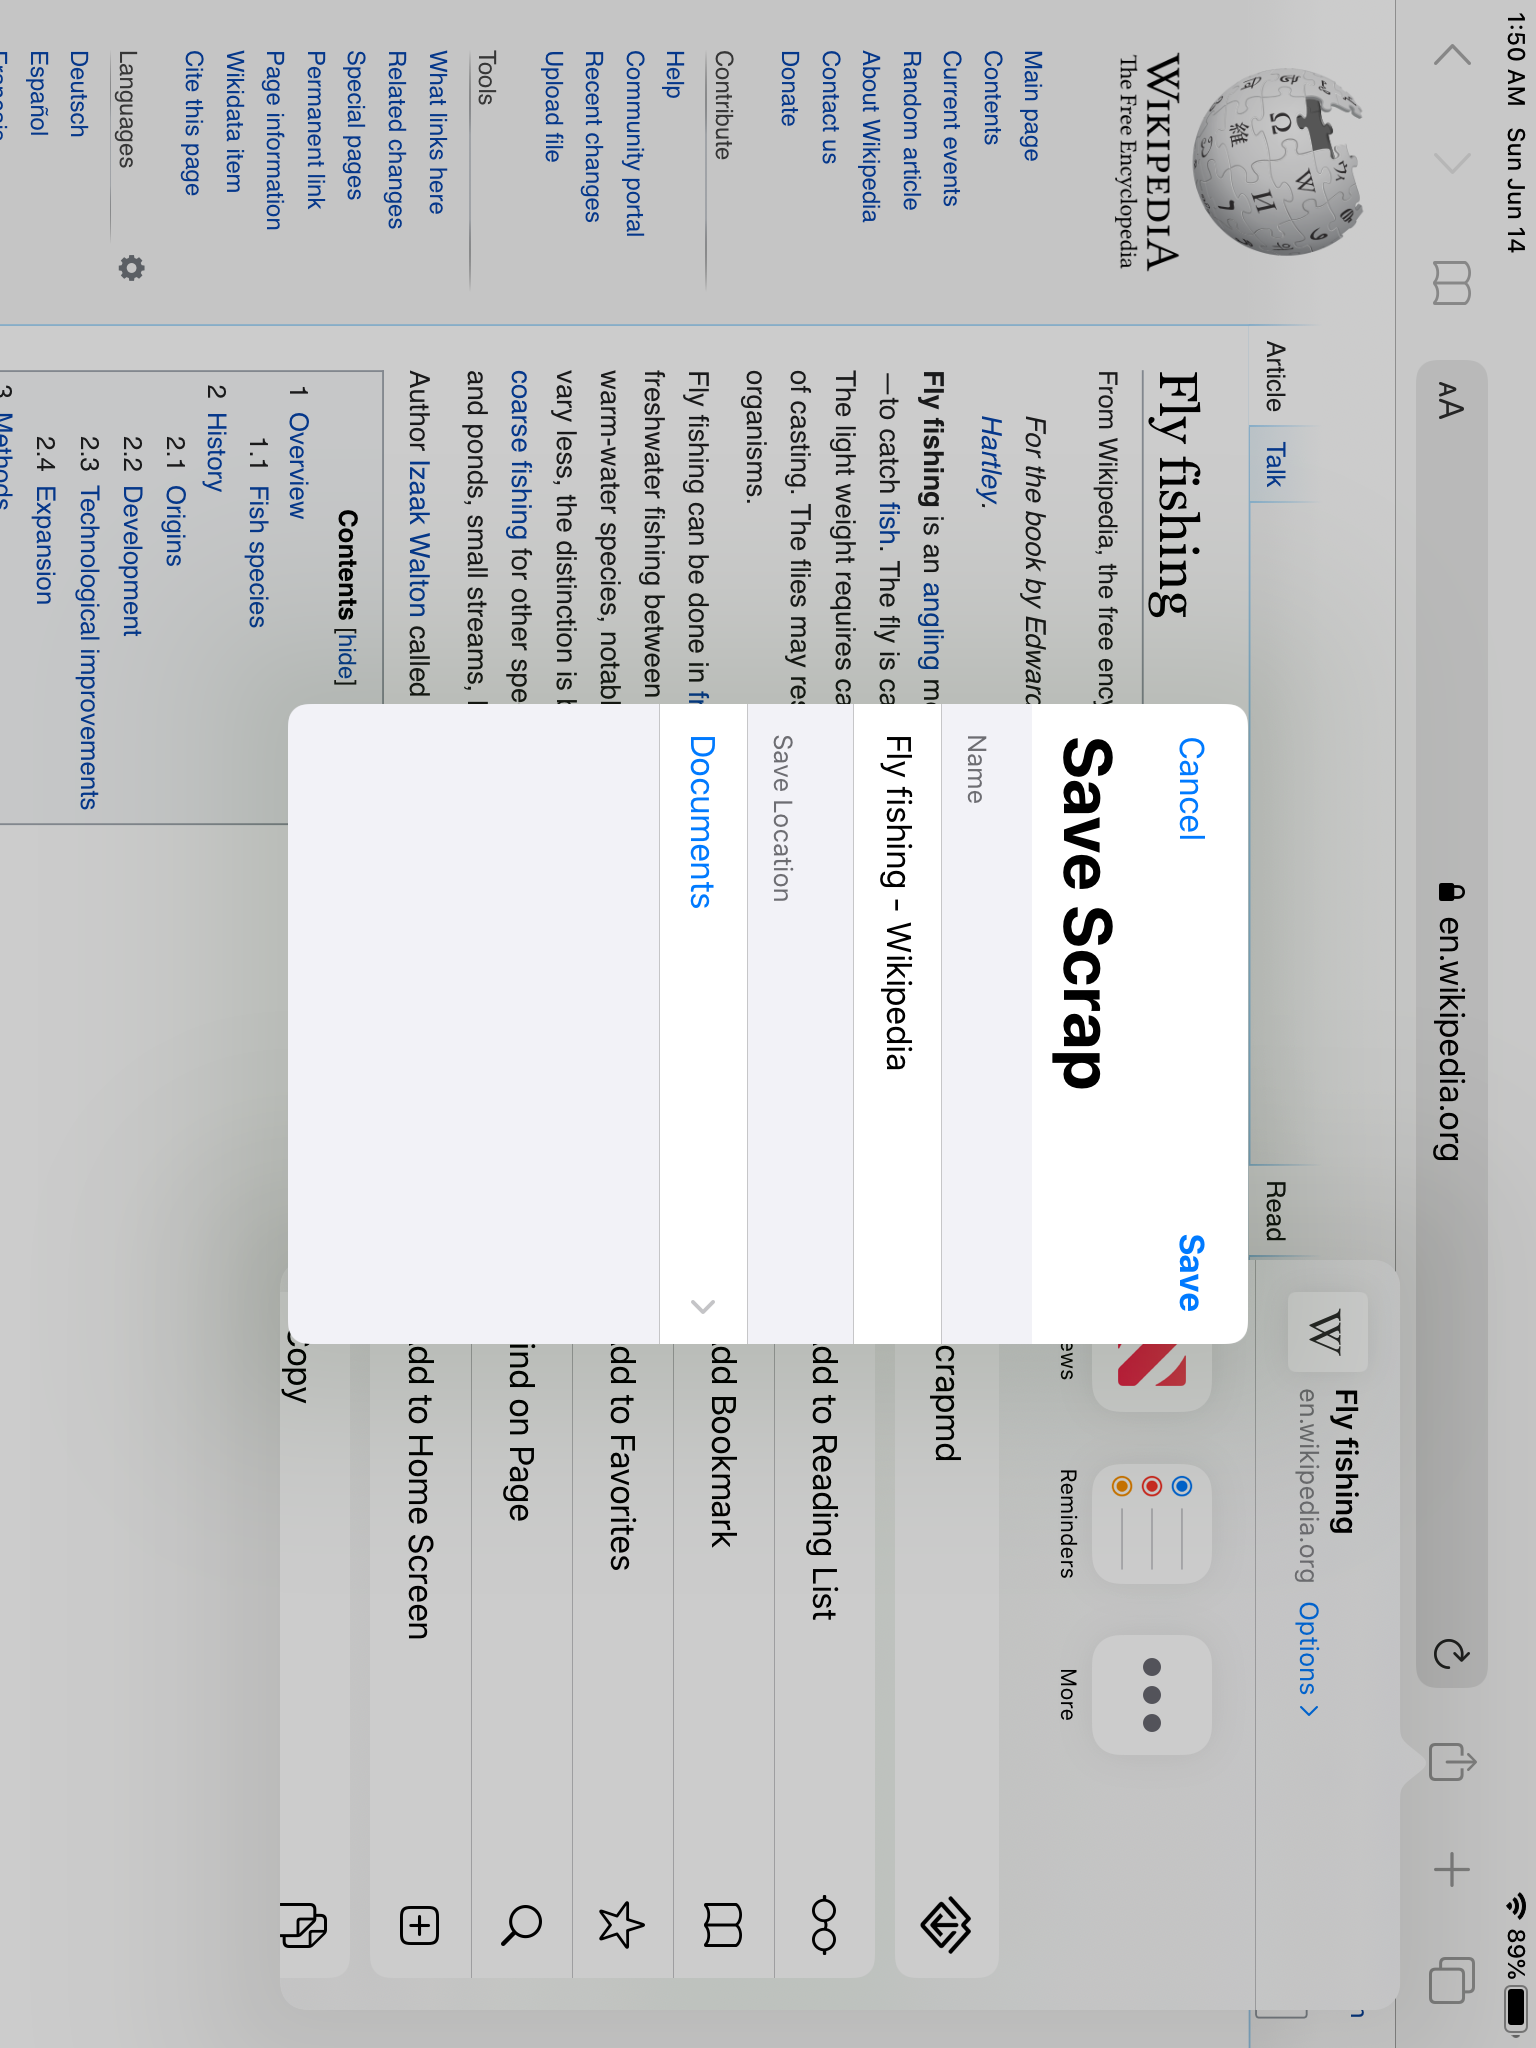 1:50 AM Sun Jun 14
89%
AA
en.wikipedia.org
WIKIPEDIA
The Free Encyclopedia
Main page
Contents
Current events
Random article
About Wikipedia
Contact us
Donate
Contribute
Help
Community portal
Recent changes
Upload file
Tools
What links here
Related changes
Special pages
Permanent link
Page information
Wikidata item
Cite this page
Languages
Deutsch
Español
Article
Talk
Read
Fly fishing
From Wikipedia, the free ency
For the book by Edward
Hartley.
Fly fishing is an angling me
—to catch fish. The fly is ca
The light weight requires ca
of casting. The flies may res
organisms.
Fly fishing can be done in fr
freshwater fishing between
warm-water species, notabl
vary less, the distinction is b
coarse fishing for other spe
and ponds, small streams,
Author Izaak Walton called
Contents [hide]
1 Overview
1.1 Fish species
2 History
2.1 Origins
2.2 Development
2.3 Technological improvements
2.4 Expansion
3 Methods
Cancel
Save
Save Scrap
Name
Fly fishing - Wikipedia
Save Location
Documents
Fly fishing
en.wikipedia.org Options >
ews
Reminders
More
crapmd
dd to Reading List
dd Bookmark
dd to Favorites
ind on Page
dd to Home Screen
Copy